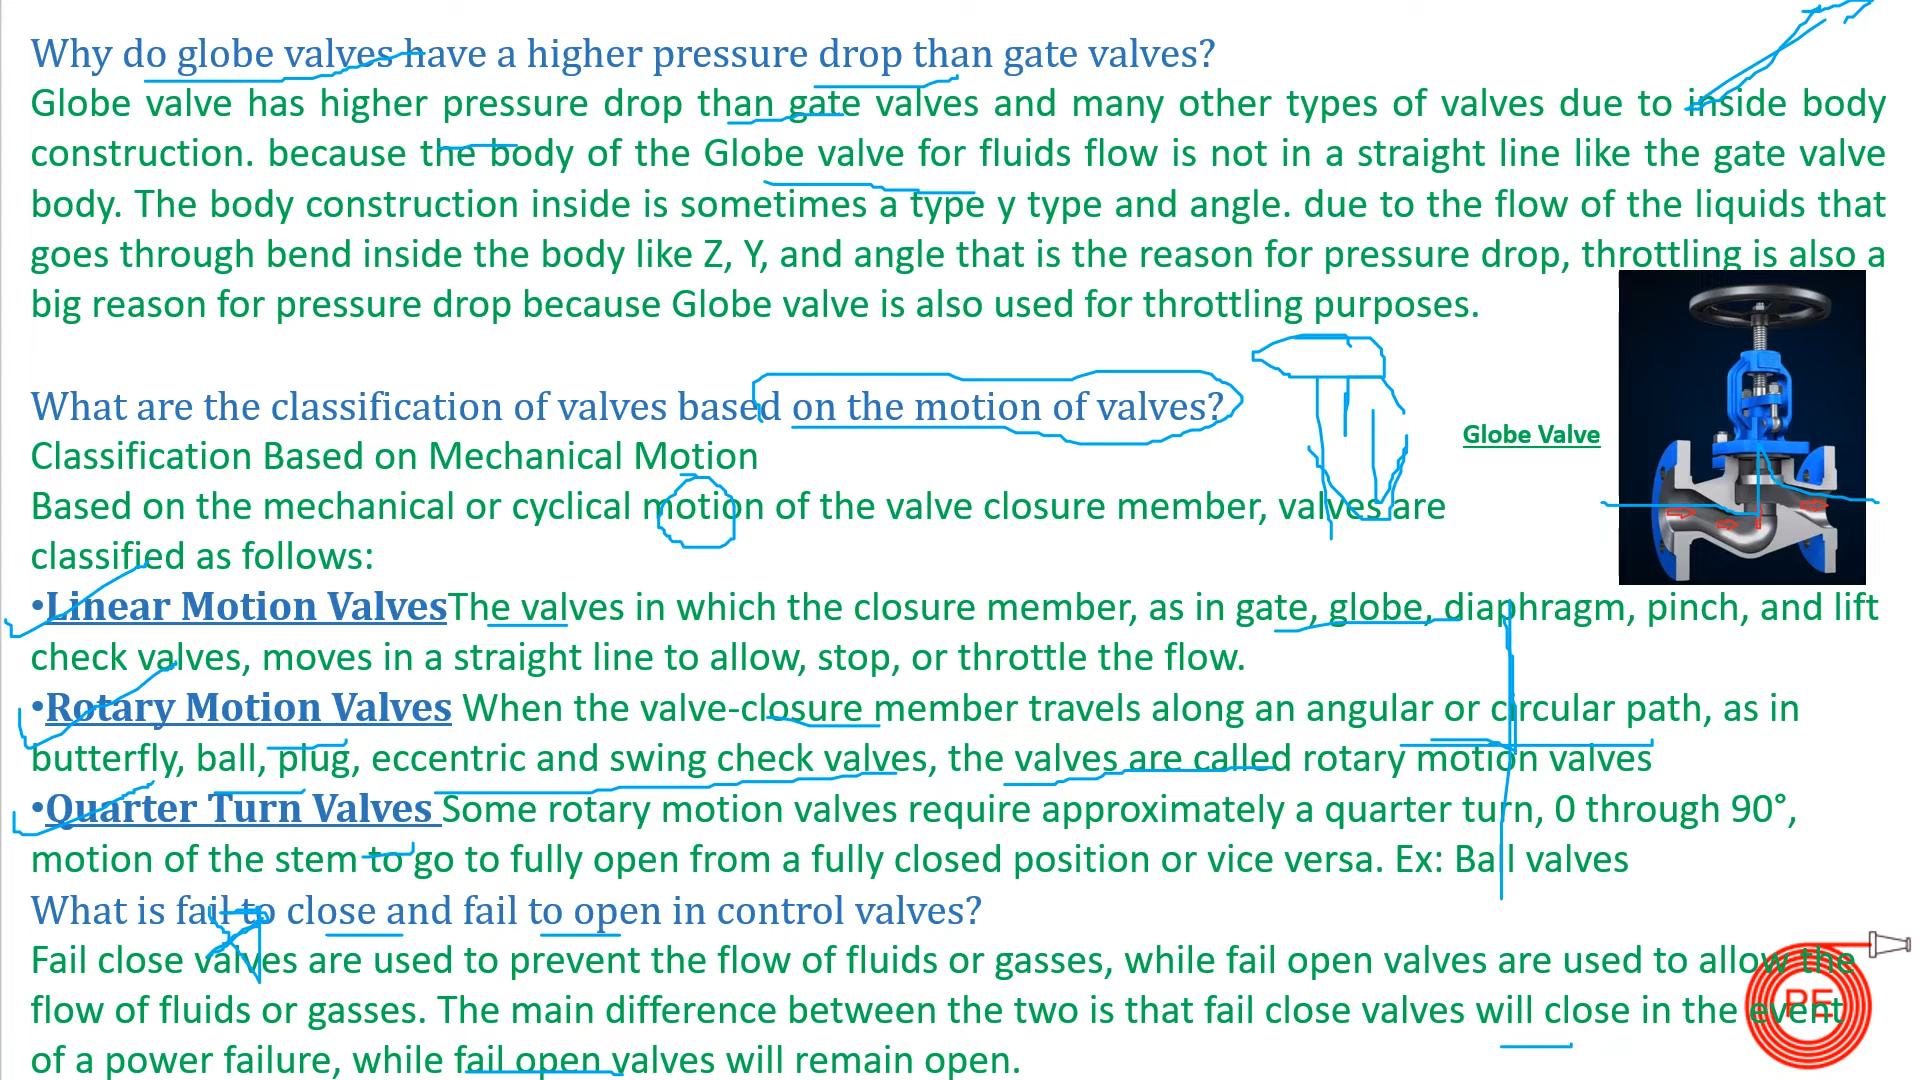 Why do globe valves have a higher pressure drop than gate valves?
Globe valve has higher pressure drop than gate valves and many other types of valves due to inside body
construction. because the body of the Globe valve for fluids flow is not in a straight line like the gate valve
body. The body construction inside is sometimes a type y type and angle. due to the flow of the liquids that
goes through bend inside the body like Z, Y, and angle that is the reason for pressure drop, throttling is also a
big reason for pressure drop because Globe valve is also used for throttling purposes.
What are the classification of valves based on the motion of valves?
Classification Based on Mechanical Motion
Globe Valve
Based on the mechanical or cyclical motion of the valve closure member, valves are
classified as follows:
•Linear Motion ValvesThe valves in which the closure member, as in gate, globe, diaphragm, pinch, and lift
check valves, moves in a straight line to allow, stop, or throttle the flow.
•Rotary Motion Valves When the valve-closure member travels along an angular or circular path, as in
butterfly, ball, plug, eccentric and swing check valves, the valves are called rotary motion valves
•Quarter Turn Valves Some rotary motion valves require approximately a quarter turn, 0 through 90°,
motion of the stem to go to fully open from a fully closed position or vice versa. Ex: Ball valves
What is fail to close and fail to open in control valves?
Fail close valves are used to prevent the flow of fluids or gasses, while fail open valves are used to allow the
flow of fluids or gasses. The main difference between the two is that fail close valves will close in the event
of a power failure, while fail open valves will remain open.
PE